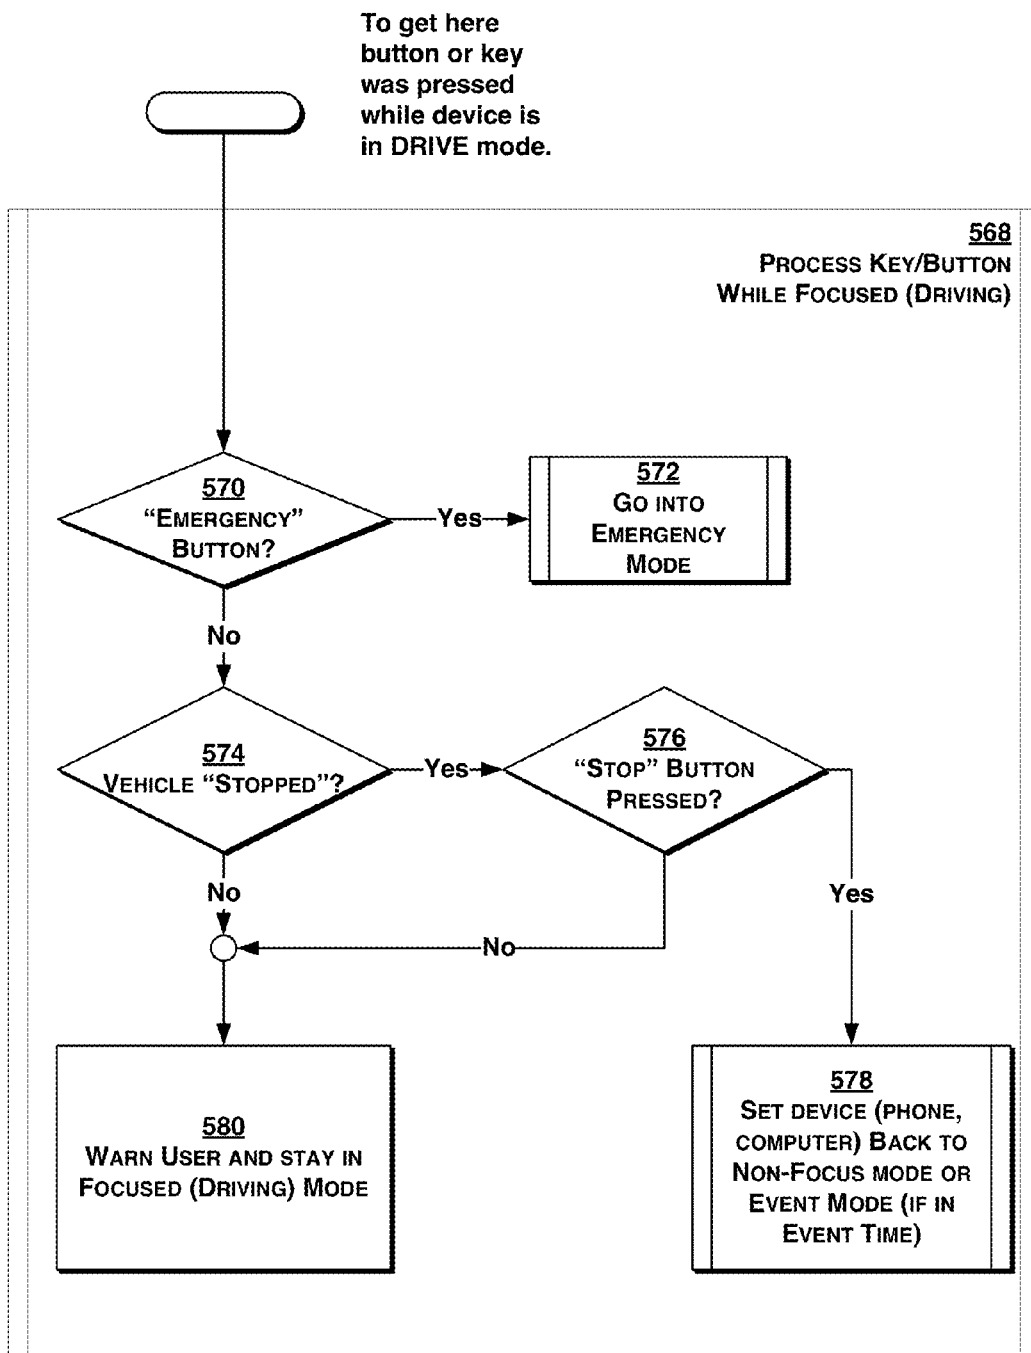 To get here
button or key
was pressed
while device is
in DRIVE mode.
568
PROCESS KEY/BUTTON
WHILE FOCUSED (DRIVING)
570
“EMERGENCY”
BUTTON?
Yes
572
GO INTO
EMERGENCY
MODE
No
574
VEHICLE “STOPPED”?
Yes
576
“STOP” BUTTON
PRESSED?
No
Yes
No
580
WARN USER AND STAY IN
FOCUSED (DRIVING) MODE
578
SET DEVICE (PHONE,
COMPUTER) BACK TO
NON-FOCUS MODE OR
EVENT MODE (IF IN
EVENT TIME)